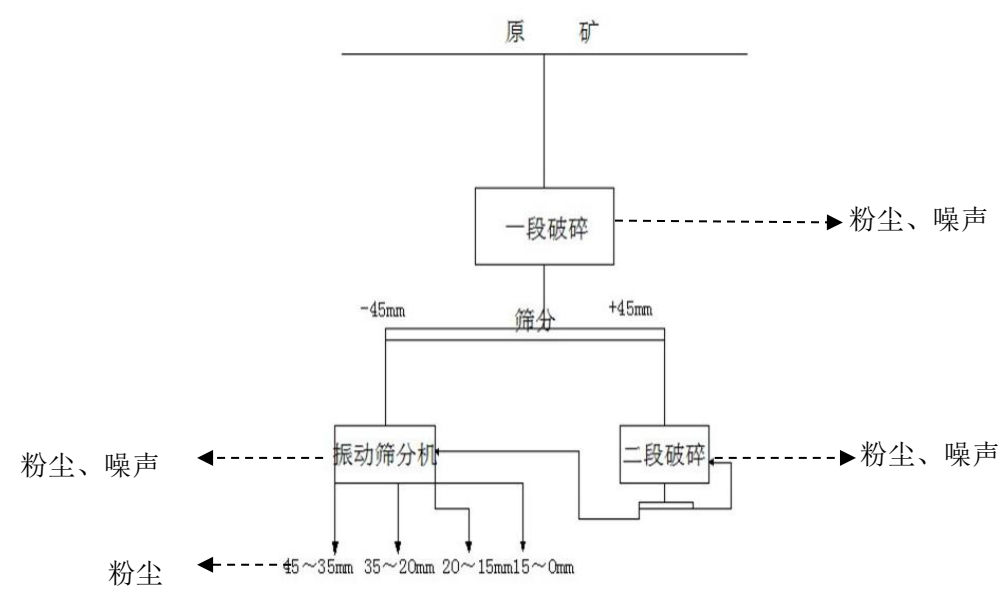 原 矿
一段破碎
粉尘、噪声
-45mm
筛分
+45mm
粉尘、噪声
振动筛分机
二段破碎
粉尘、噪声
粉尘
45～35mm 35～20mm 20～15mm 15～0mm